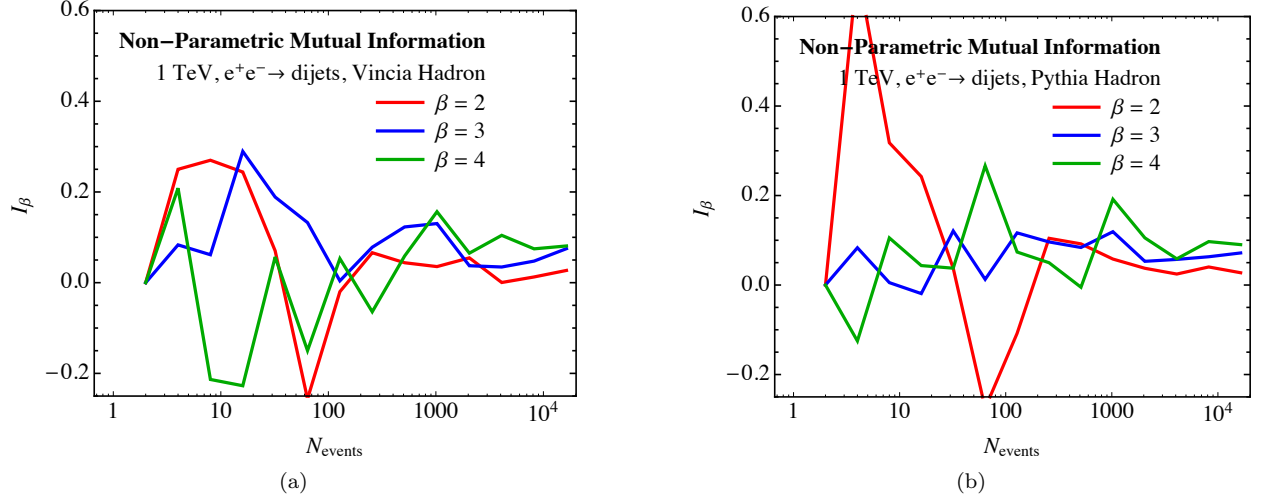 Non−Parametric Mutual Information
1 TeV, e⁺e⁻→ dijets, Vincia Hadron
β = 2
β = 3
β = 4
0.6
0.4
0.2
0.0
−0.2
I_β
1 10 100 1000 10⁴
N_events
(a)
Non−Parametric Mutual Information
1 TeV, e⁺e⁻→ dijets, Pythia Hadron
β = 2
β = 3
β = 4
0.6
0.4
0.2
0.0
−0.2
I_β
1 10 100 1000 10⁴
N_events
(b)